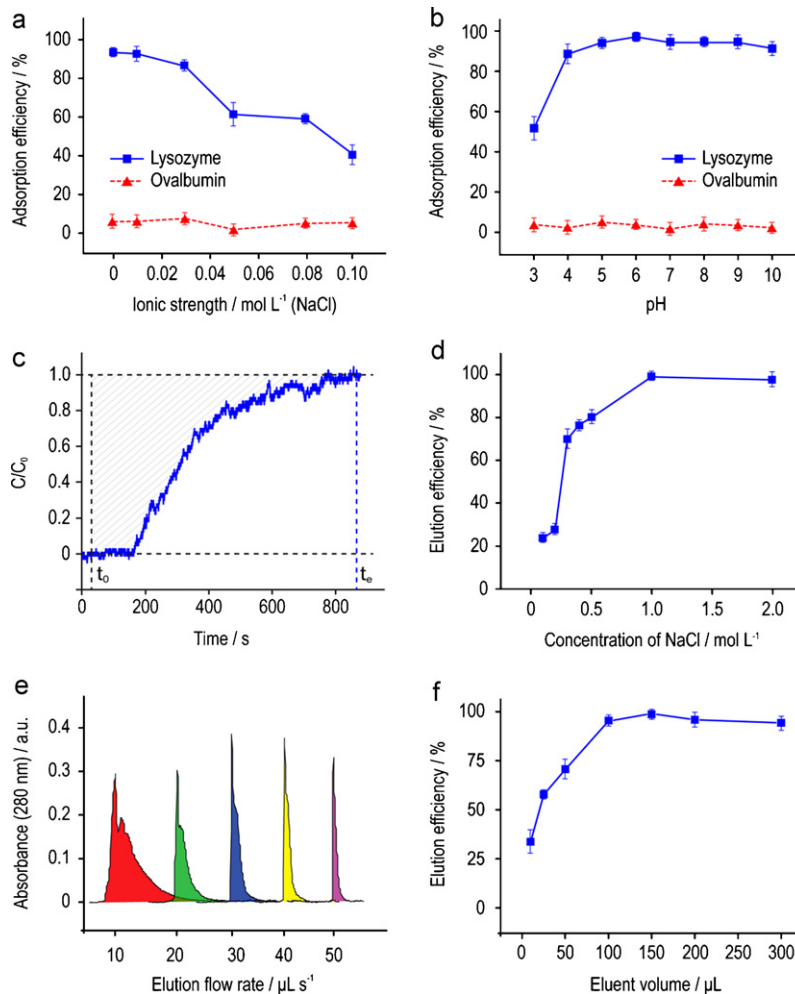 a
Adsorption efficiency / %
100
80
60
40
20
0
Lysozyme
Ovalbumin
0 0.02 0.04 0.06 0.08 0.10
Ionic strength / mol L⁻¹ (NaCl)
b
Adsorption efficiency / %
100
80
60
40
20
0
Lysozyme
Ovalbumin
3 4 5 6 7 8 9 10
pH
c
C/C₀
1.0
0.8
0.6
0.4
0.2
0
t₀
tₑ
0 200 400 600 800
Time / s
d
Elution efficiency / %
100
80
60
40
20
0
0 0.5 1.0 1.5 2.0
Concentration of NaCl / mol L⁻¹
e
Absorbance (280 nm) / a.u.
0.4
0.3
0.2
0.1
0
10 20 30 40 50
Elution flow rate / µL s⁻¹
f
Elution efficiency / %
100
75
50
25
0
0 50 100 150 200 300
Eluent volume / µL